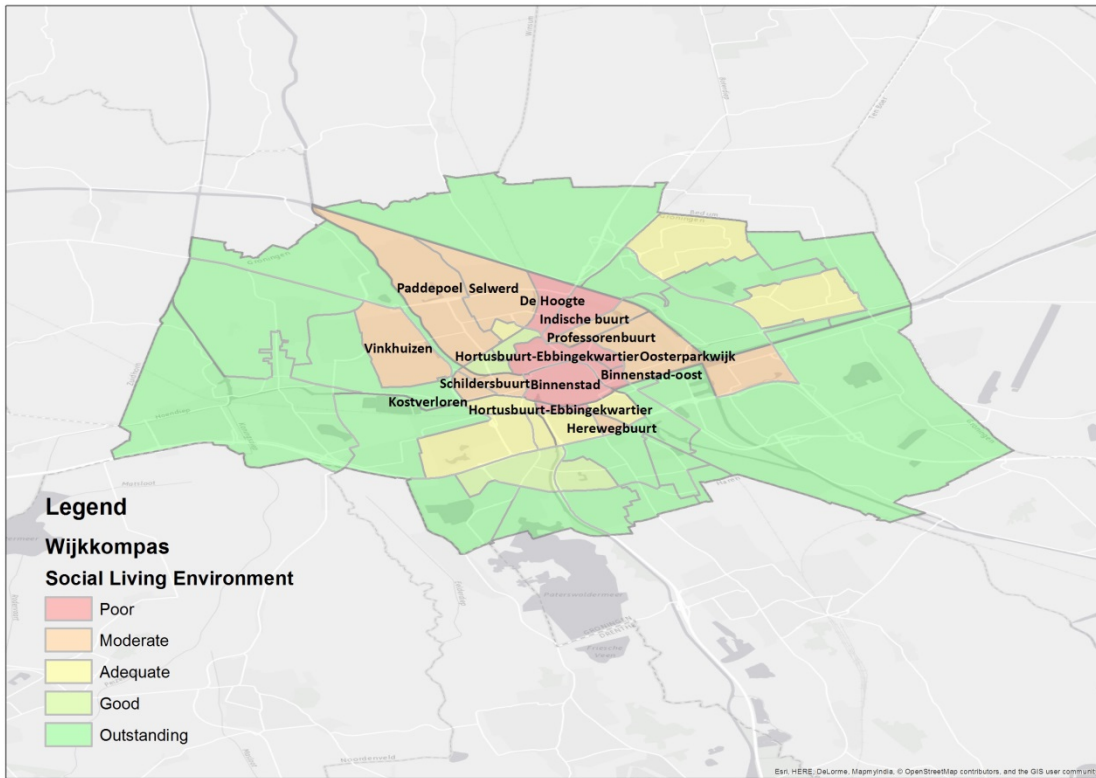 Paddepoel
Selwerd
De Hoogte
Indische buurt
Professorenbuurt
Vinkhuizen
Hortusbuurt-Ebbingekwartier
Oosterparkwijk
Binnenstad-oost
Schildersbuurt
Binnenstad
Kostverloren
Hortusbuurt-Ebbingekwartier
Herewegbuurt
Legend
Wijkkompas
Social Living Environment
Poor
Moderate
Adequate
Good
Outstanding
Paterswoldermeer
Noordenveld
Esri, HERE, DeLorme, MapmyIndia, © OpenStreetMap contributors, and the GIS user communit